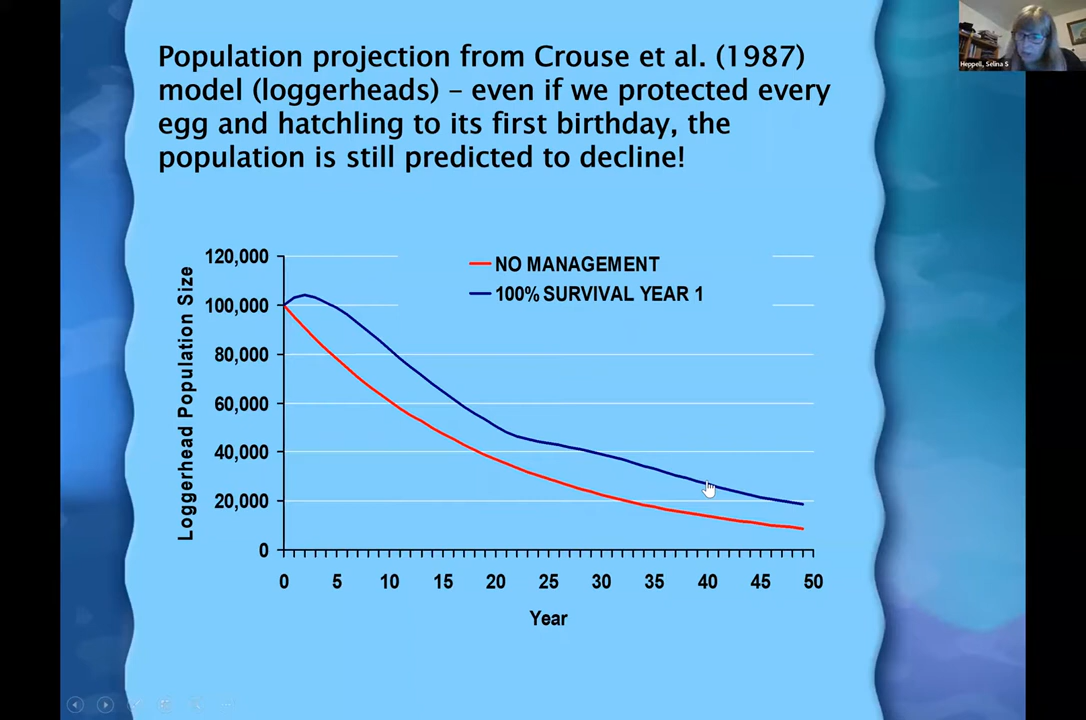 Population projection from Crouse et al. (1987)
model (loggerheads) – even if we protected every
egg and hatchling to its first birthday, the
population is still predicted to decline!
Heppell, Selina S
120,000
100,000
80,000
60,000
40,000
20,000
0
Loggerhead Population Size
NO MANAGEMENT
100% SURVIVAL YEAR 1
0 5 10 15 20 25 30 35 40 45 50
Year